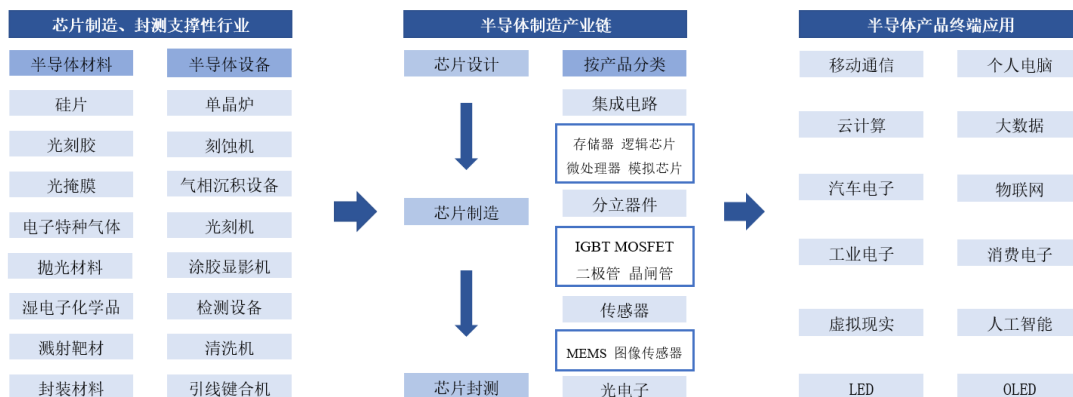 芯片制造、封测支撑性行业
半导体材料
半导体设备
硅片
单晶炉
光刻胶
刻蚀机
光掩膜
气相沉积设备
电子特种气体
光刻机
抛光材料
涂胶显影机
湿电子化学品
检测设备
溅射靶材
清洗机
封装材料
引线键合机
半导体制造产业链
芯片设计
芯片制造
芯片封测
按产品分类
集成电路
存储器 逻辑芯片
微处理器 模拟芯片
分立器件
IGBT MOSFET
二极管 晶闸管
传感器
MEMS 图像传感器
光电子
半导体产品终端应用
移动通信
个人电脑
云计算
大数据
汽车电子
物联网
工业电子
消费电子
虚拟现实
人工智能
LED
OLED